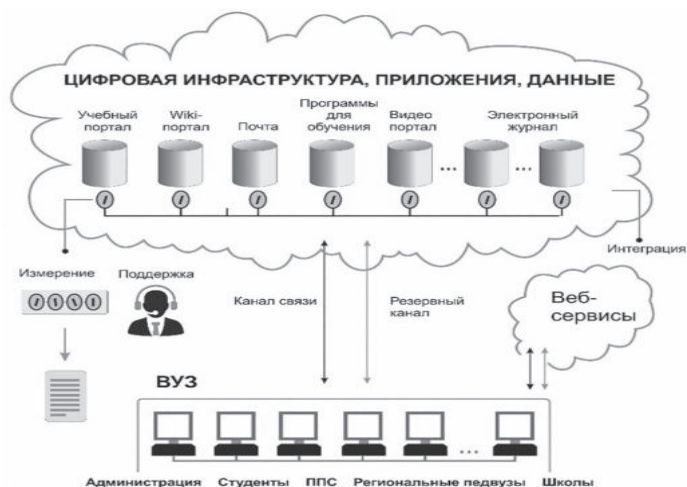 ЦИФРОВАЯ ИНФРАСТРУКТУРА, ПРИЛОЖЕНИЯ, ДАННЫЕ
Учебный
портал
Wiki-
портал
Почта
Программы
для
обучения
Видео
портал
Электронный
журнал
...
...
Интеграция
Измерение
Поддержка
Канал связи
Резервный
канал
Веб-
сервисы
ВУЗ
...
Администрация Студенты ППС Региональные педвузы Школы